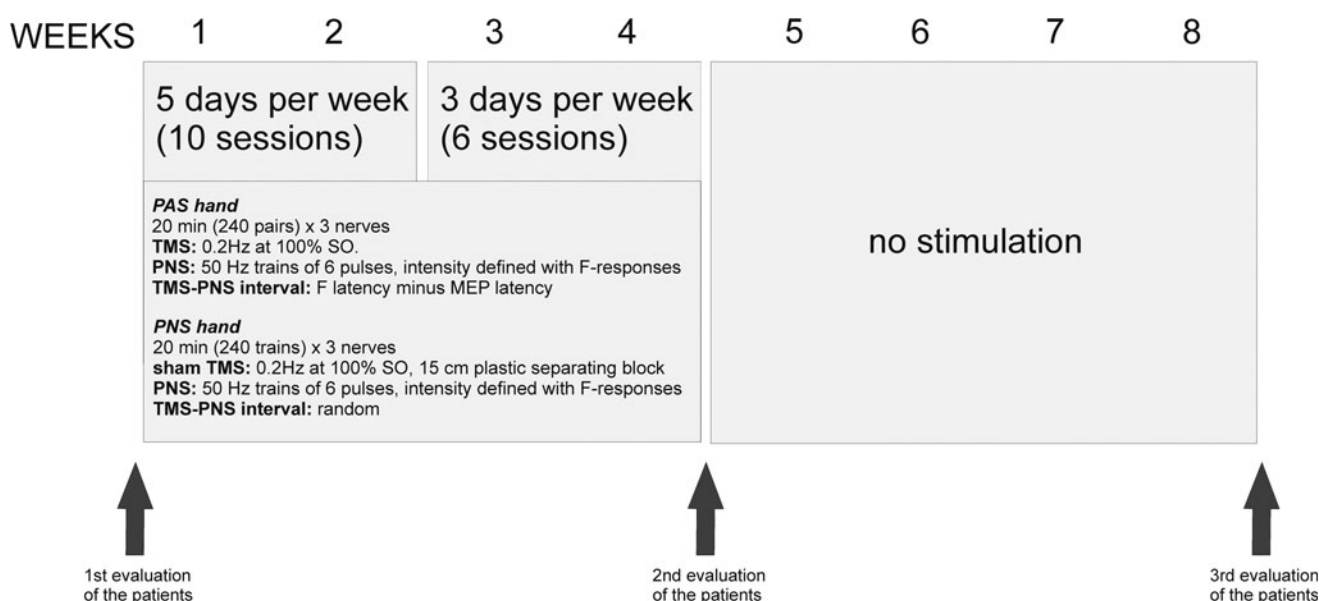 WEEKS 1 2 3 4 5 6 7 8
5 days per week
(10 sessions)
3 days per week
(6 sessions)
PAS hand
20 min (240 pairs) x 3 nerves
TMS: 0.2Hz at 100% SO.
PNS: 50 Hz trains of 6 pulses, intensity defined with F-responses
TMS-PNS interval: F latency minus MEP latency
PNS hand
20 min (240 trains) x 3 nerves
sham TMS: 0.2Hz at 100% SO, 15 cm plastic separating block
PNS: 50 Hz trains of 6 pulses, intensity defined with F-responses
TMS-PNS interval: random
no stimulation
1st evaluation
of the patients
2nd evaluation
of the patients
3rd evaluation
of the patients